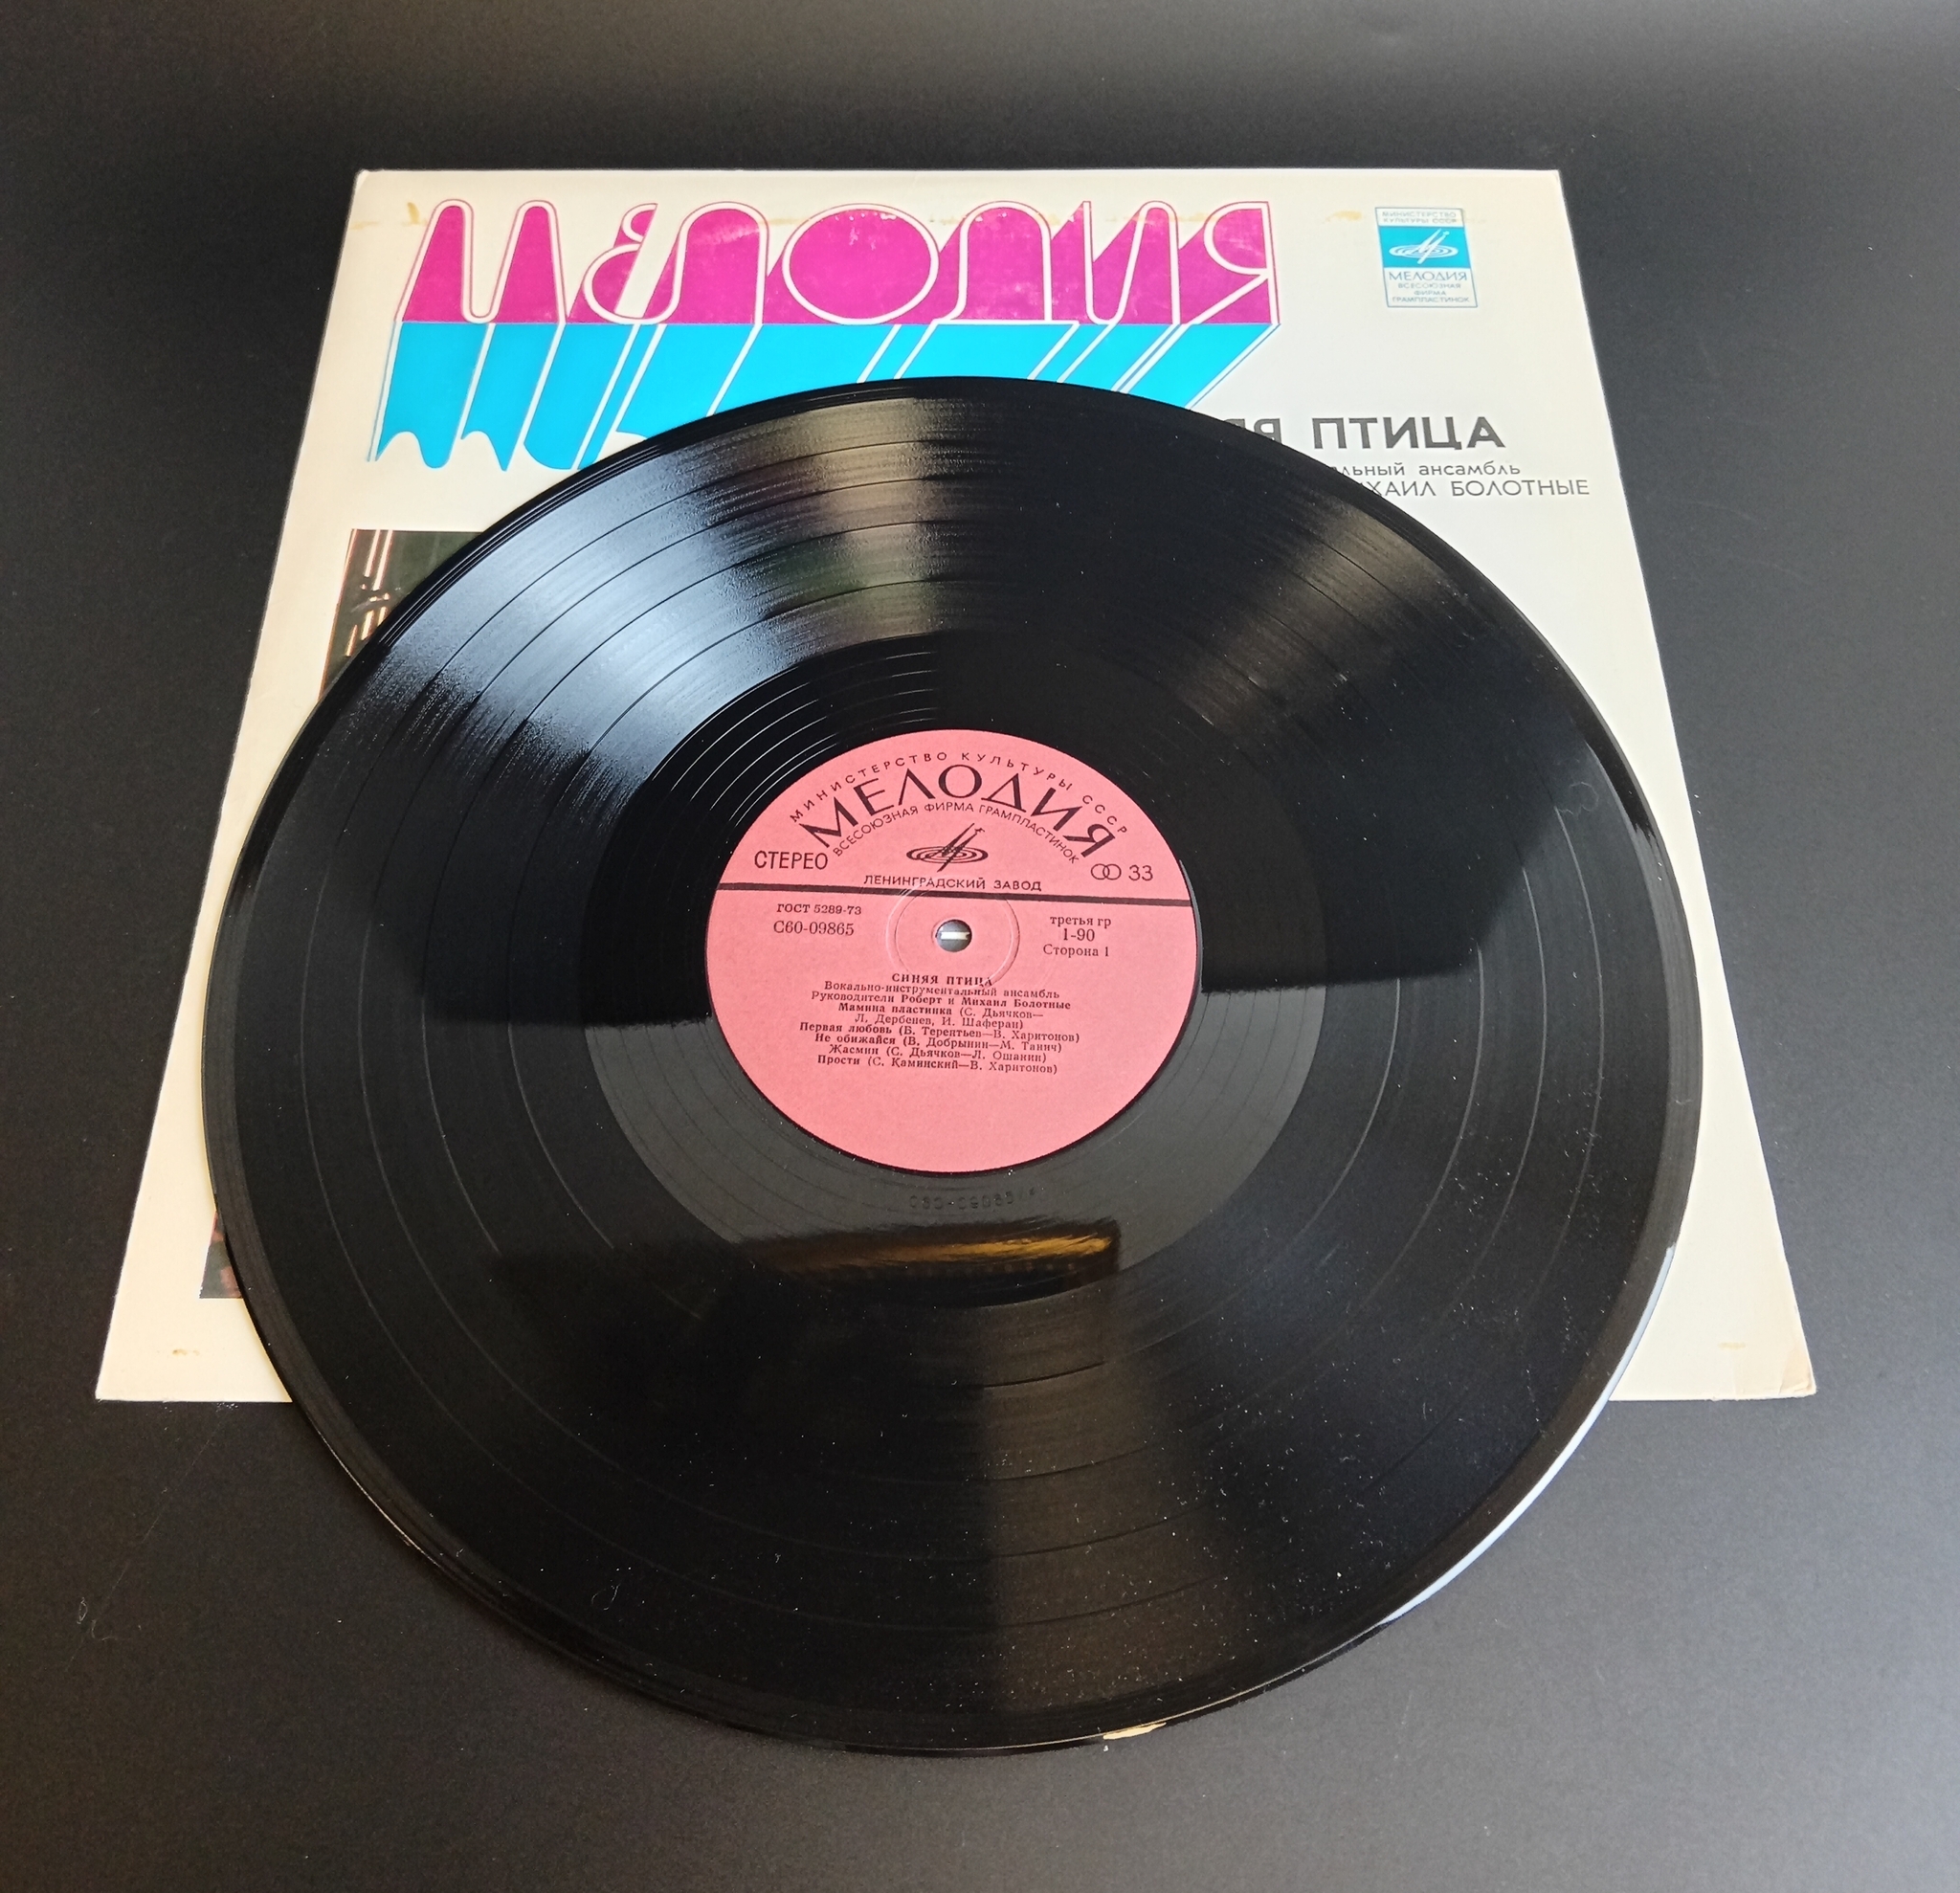 МЕЛОДИЯ
МИНИСТЕРСТВО
КУЛЬТУРЫ СССР
МЕЛОДИЯ
ВСЕСОЮЗНАЯ
ФИРМА
ГРАМПЛАСТИНОК
ПТИЦА
ансамбль
БОЛОТНЫЕ
МИНИСТЕРСТВО КУЛЬТУРЫ СССР
МЕЛОДИЯ
ВСЕСОЮЗНАЯ ФИРМА ГРАМПЛАСТИНОК
СТЕРЕО
33
ЛЕНИНГРАДСКИЙ ЗАВОД
ГОСТ 5289-73
С60-09865
третья гр
1-90
Сторона 1
СИНЯЯ ПТИЦА
Вокально-инструментальный ансамбль
Руководители Роберт и Михаил Болотные
Мамина пластинка (С. Дьячков—
Л. Дербенев, И. Шаферан)
Первая любовь (Б. Терентьев—В. Харитонов)
Не обижайся (В. Добрынин—М. Танич)
Жасмин (С. Дьячков—Л. Ошанин)
Прости (С. Каминский—В. Харитонов)